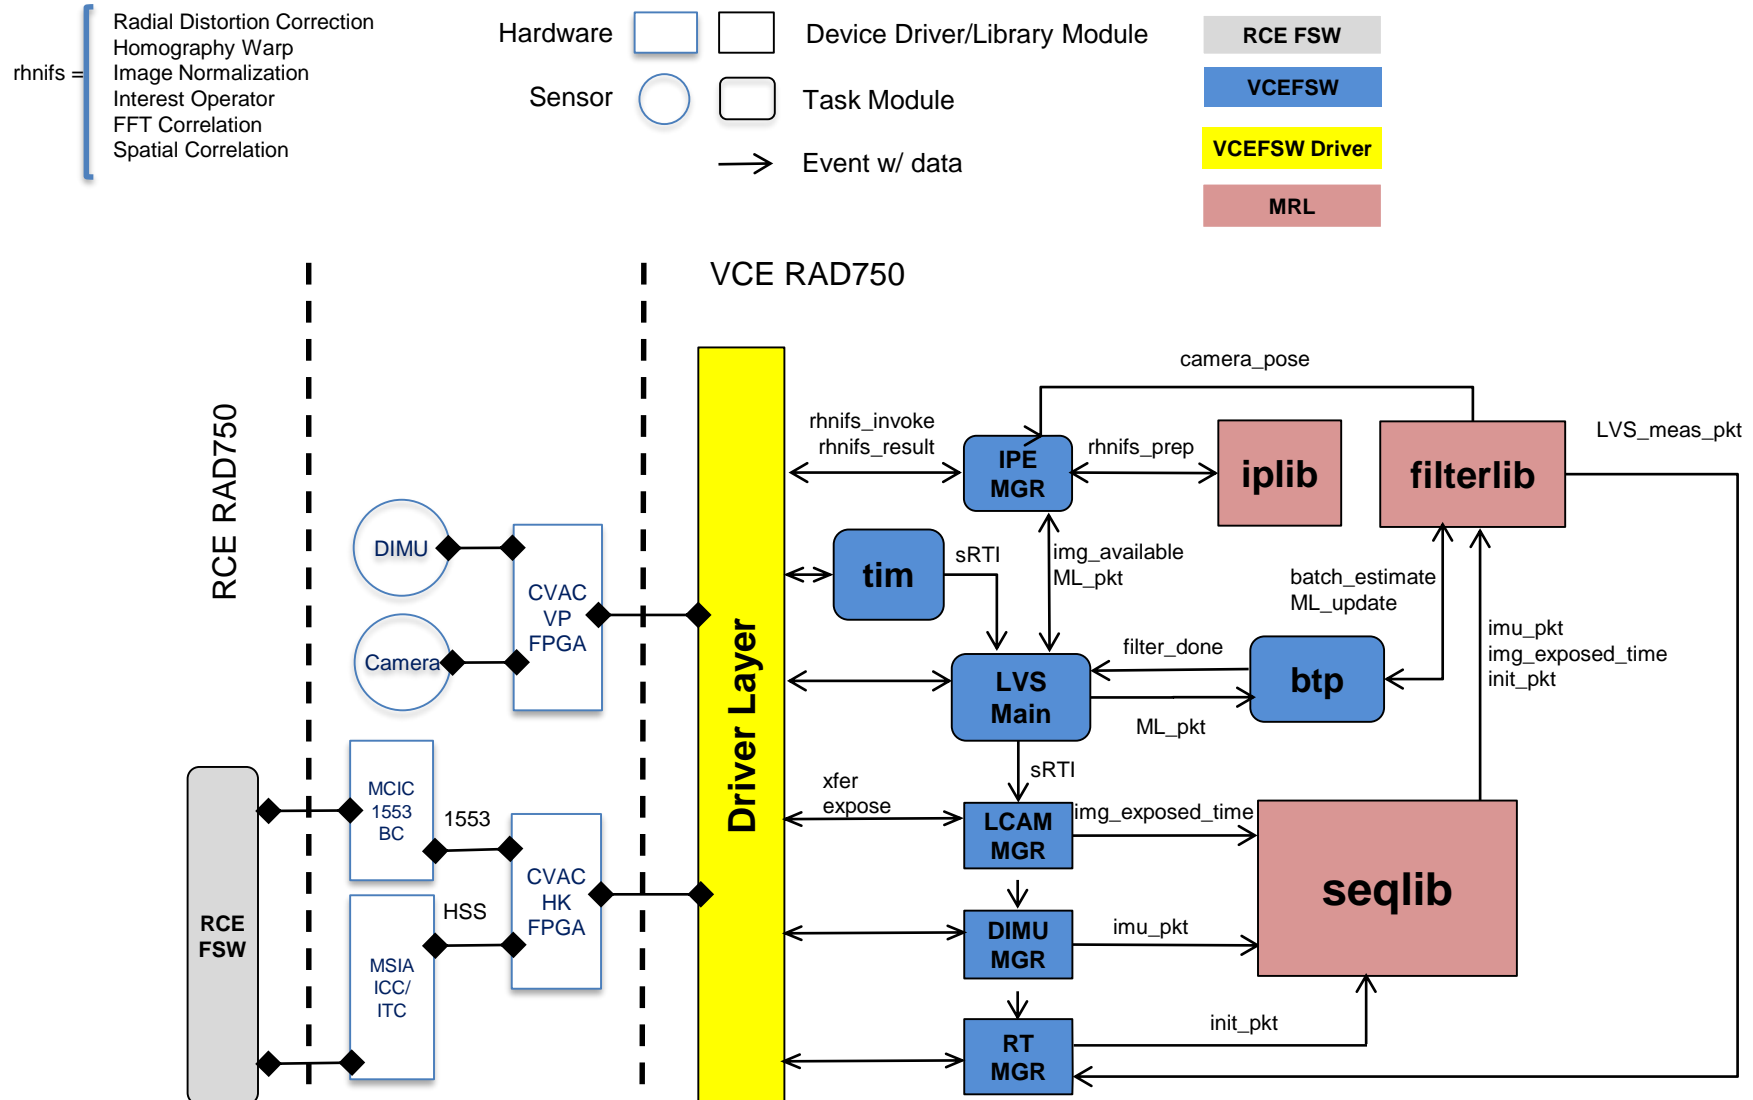 rhnifs =
Radial Distortion Correction
Homography Warp
Image Normalization
Interest Operator
FFT Correlation
Spatial Correlation
Hardware
Device Driver/Library Module
Sensor
Task Module
Event w/ data
RCE FSW
VCEFSW
VCEFSW Driver
MRL
VCE RAD750
RCE RAD750
camera_pose
rhnifs_invoke
rhnifs_result
IPE
MGR
rhnifs_prep
iplib
filterlib
LVS_meas_pkt
DIMU
Camera
CVAC
VP
FPGA
tim
sRTI
img_available
ML_pkt
batch_estimate
ML_update
imu_pkt
img_exposed_time
init_pkt
filter_done
LVS
Main
btp
ML_pkt
Driver Layer
sRTI
xfer
expose
LCAM
MGR
img_exposed_time
seqlib
MCIC
1553
BC
1553
CVAC
HK
FPGA
HSS
MSIA
ICC/
ITC
RCE
FSW
DIMU
MGR
imu_pkt
RT
MGR
init_pkt